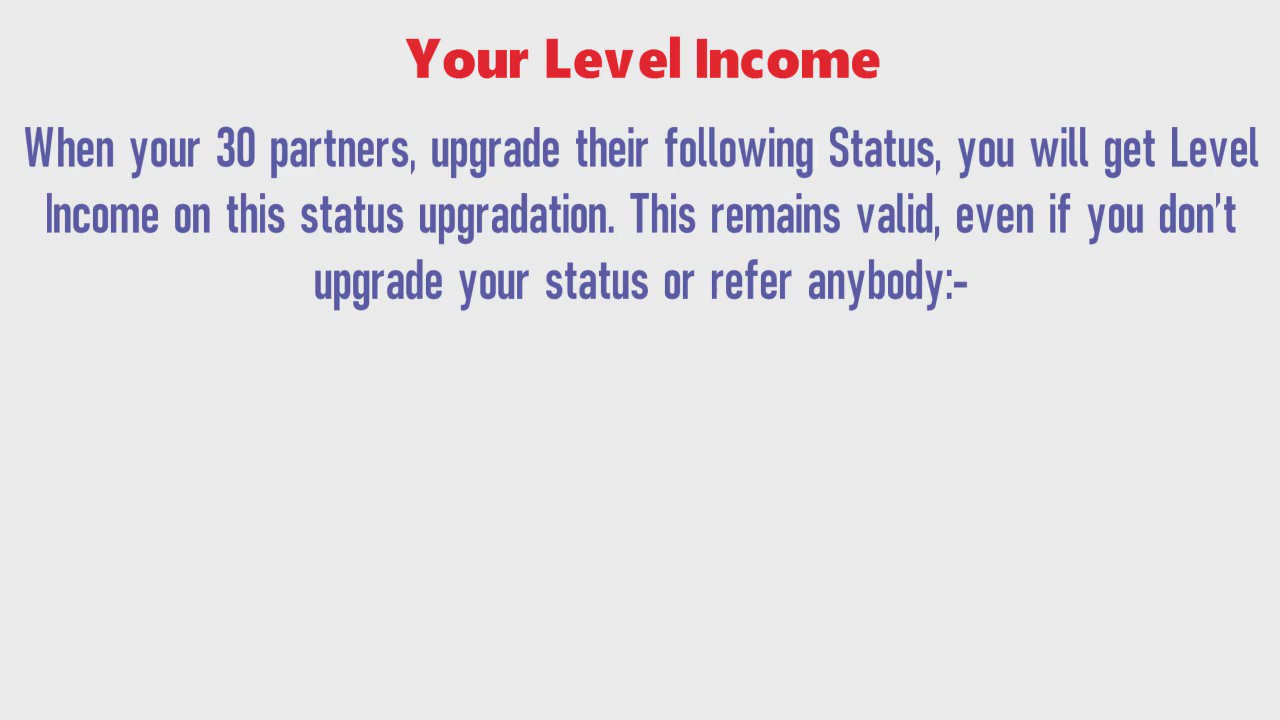 Your Level Income
When your 30 partners, upgrade their following Status, you will get Level
Income on this status upgradation. This remains valid, even if you don't
upgrade your status or refer anybody:-